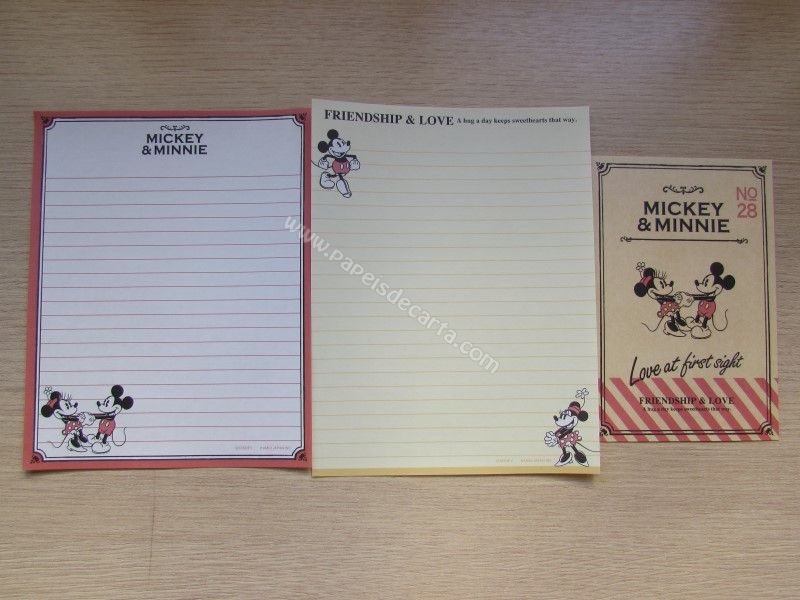 MICKEY
& MINNIE
FRIENDSHIP & LOVE A hug a day keeps sweethearts that way.
No
28
MICKEY
& MINNIE
Love at first sight
FRIENDSHIP & LOVE
A hug a day keeps sweethearts that way.
www.papeisdecarta.com